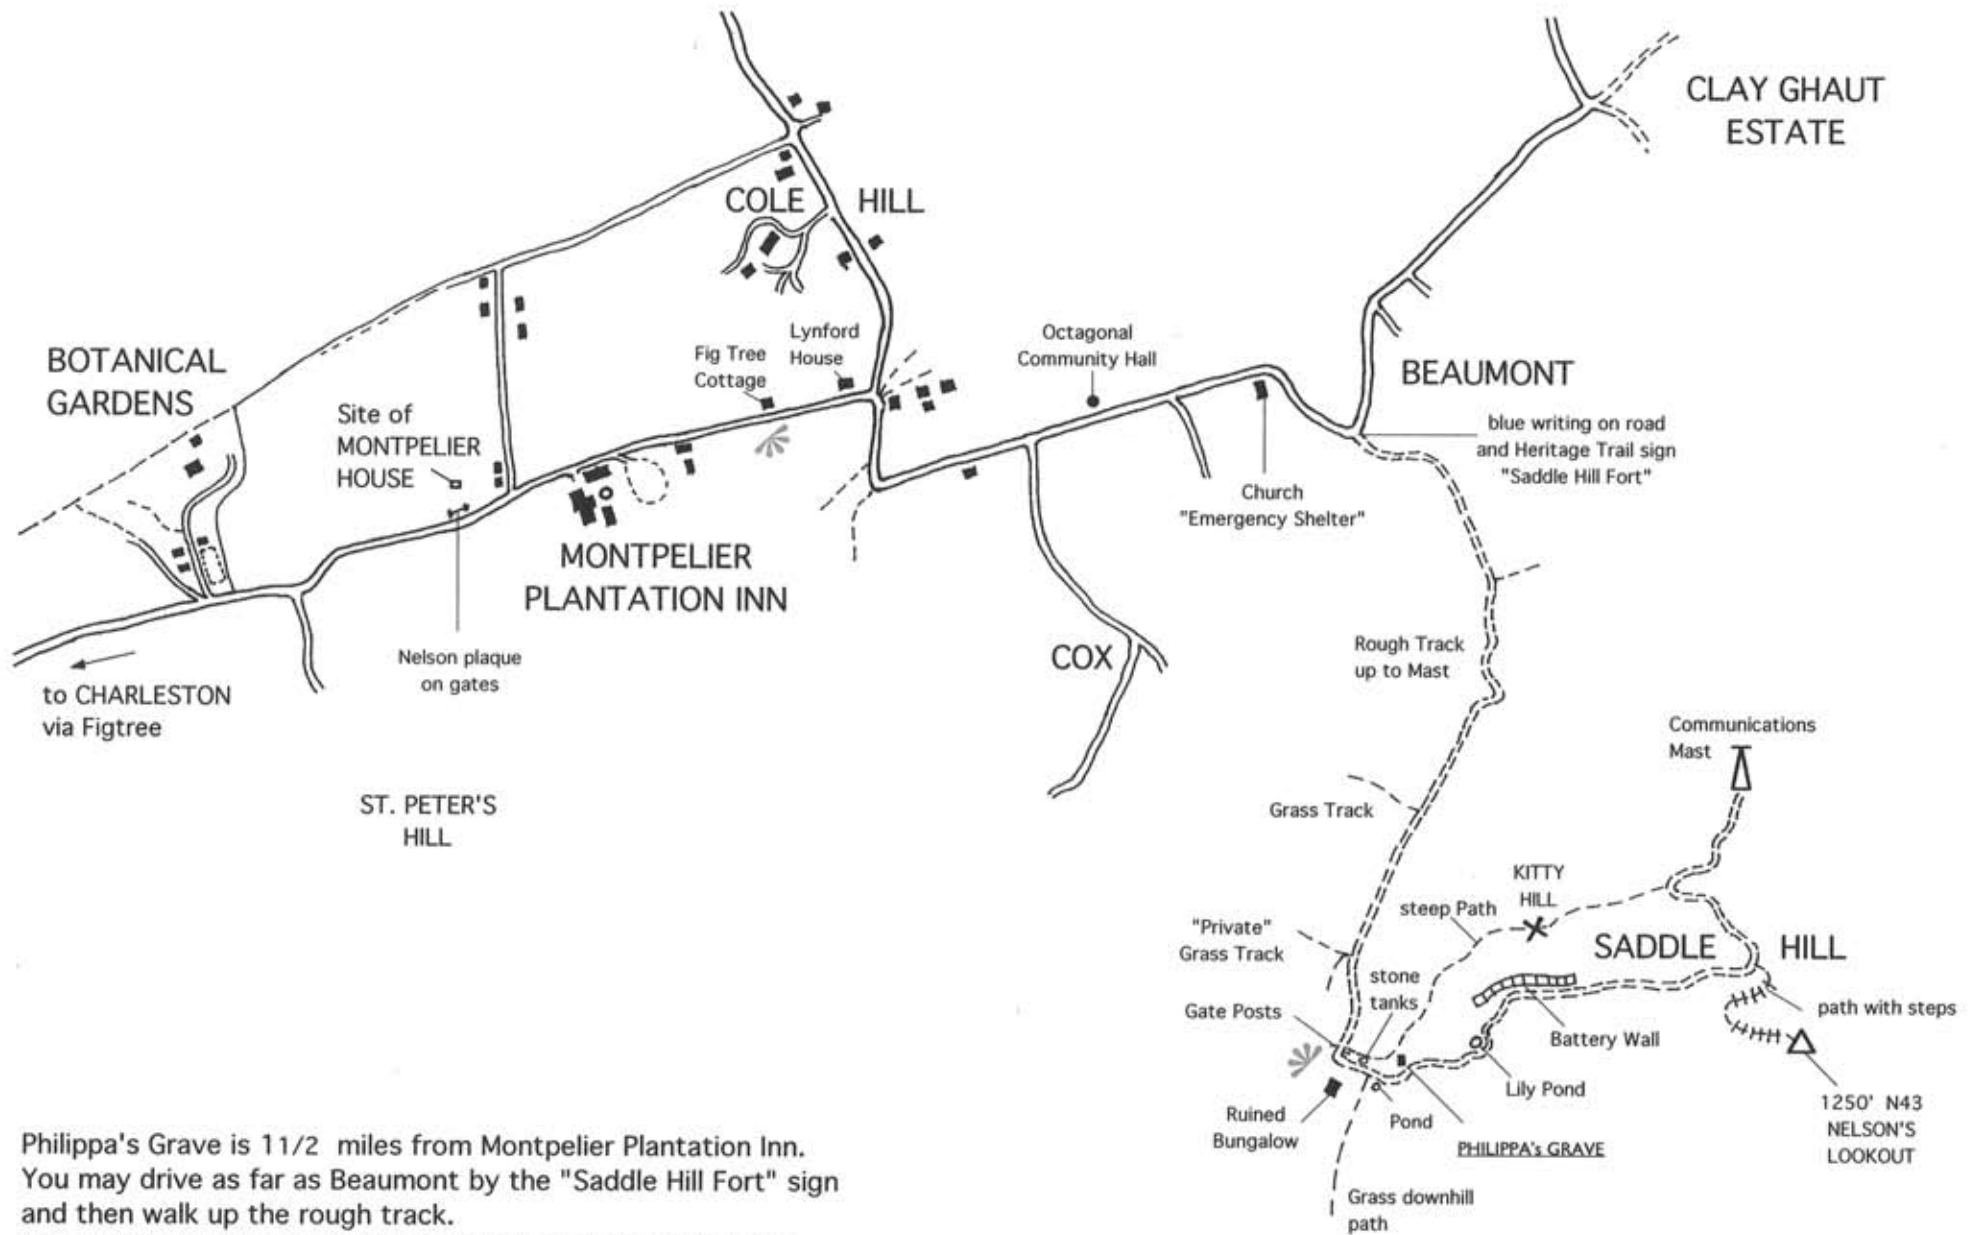 CLAY GHAUT
ESTATE
COLE HILL
BOTANICAL
GARDENS
Site of
MONTPELIER
HOUSE
Fig Tree
Cottage
Lynford
House
Octagonal
Community Hall
BEAUMONT
blue writing on road
and Heritage Trail sign
"Saddle Hill Fort"
Church
"Emergency Shelter"
MONTPELIER
PLANTATION INN
Nelson plaque
on gates
to CHARLESTON
via Figtree
COX
Rough Track
up to Mast
ST. PETER'S
HILL
Communications
Mast
Grass Track
KITTY
HILL
steep Path
"Private"
Grass Track
SADDLE HILL
stone
tanks
Gate Posts
path with steps
Battery Wall
Lily Pond
Ruined
Bungalow
Pond
PHILIPPA's GRAVE
1250' N43
NELSON'S
LOOKOUT
Grass downhill
path
Philippa's Grave is 11/2 miles from Montpelier Plantation Inn.
You may drive as far as Beaumont by the "Saddle Hill Fort" sign
and then walk up the rough track.